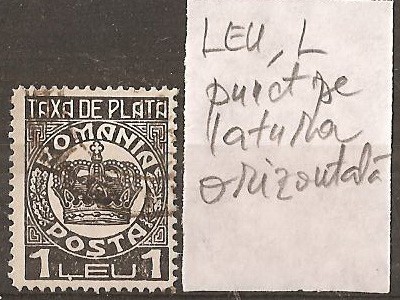 TAXA DE PLATA
ROMANIA
POSTA
1 LEU 1
LEU, L
punct pe
latura
orizontală